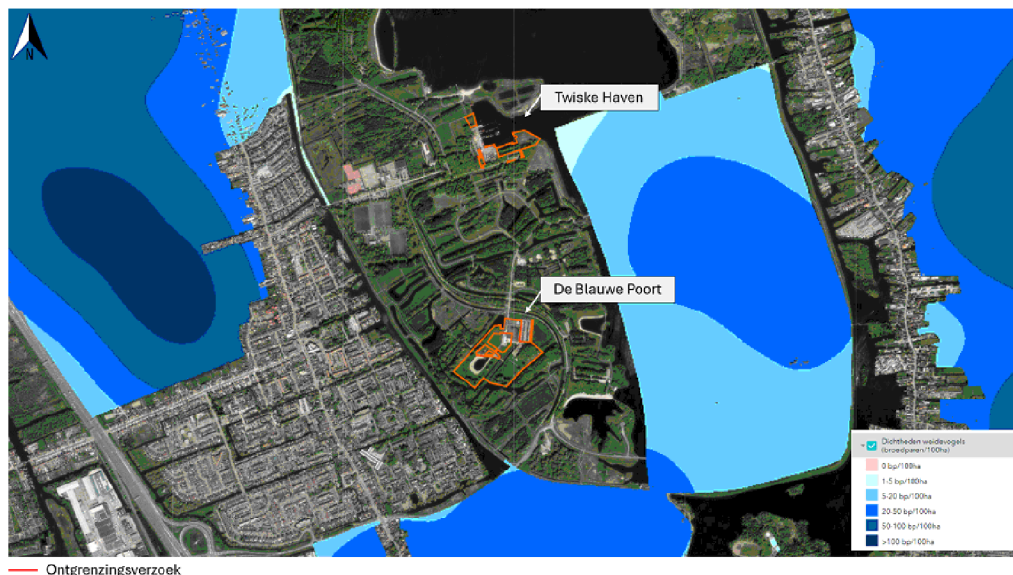 N
Twiske Haven
De Blauwe Poort
Dichtheden weidevogels
(broedparen/100ha)
0 bp/100ha
1-5 bp/100ha
5-20 bp/100ha
20-50 bp/100ha
50-100 bp/100ha
>100 bp/100ha
Ontgrenzingsverzoek